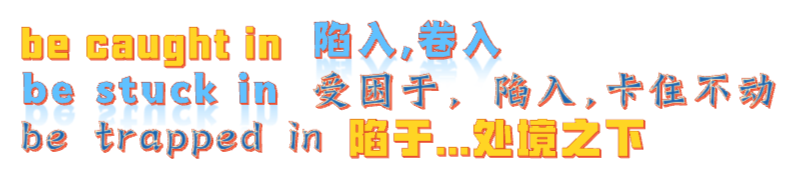 be caught in 陷入,卷入
be stuck in 受困于，陷入,卡住不动
be trapped in 陷于...处境之下